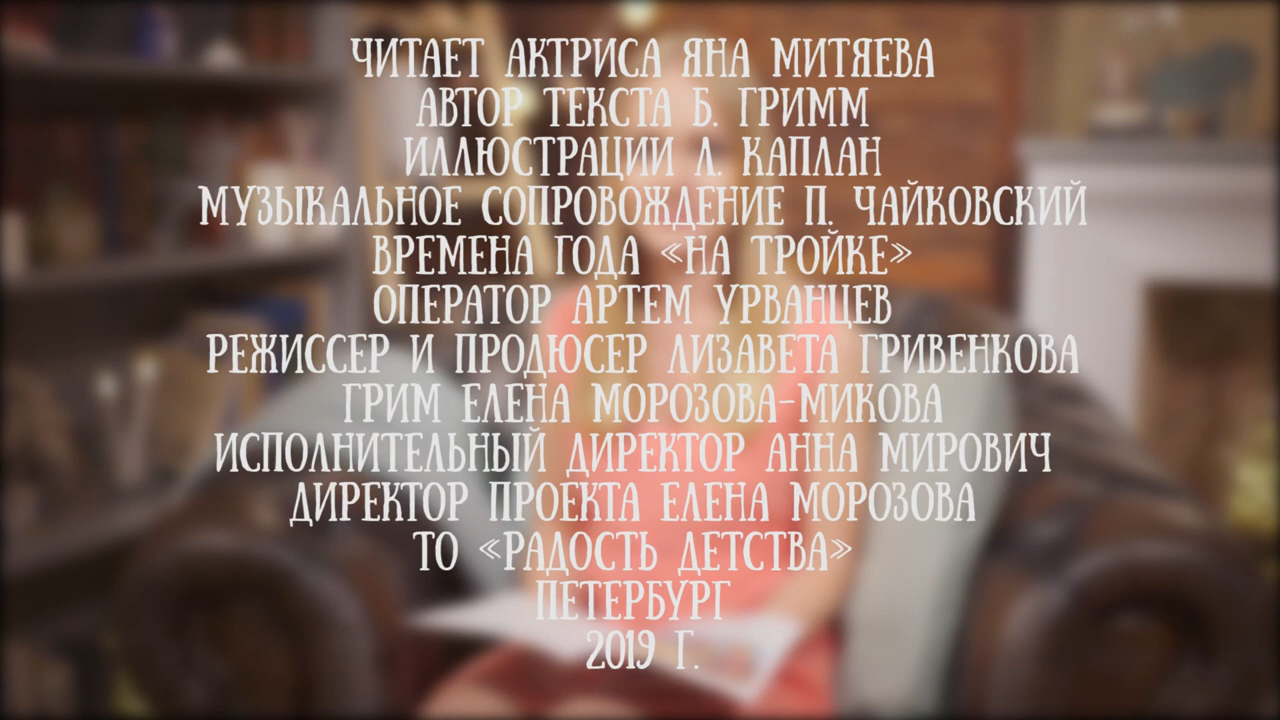 ЧИТАЕТ АКТРИСА ЯНА МИТЯЕВА
АВТОР ТЕКСТА Б. ГРИММ
ИЛЛЮСТРАЦИИ Л. КАПЛАН
МУЗЫКАЛЬНОЕ СОПРОВОЖДЕНИЕ П. ЧАЙКОВСКИЙ
ВРЕМЕНА ГОДА «НА ТРОЙКЕ»
ОПЕРАТОР АРТЕМ УРВАНЦЕВ
РЕЖИССЕР И ПРОДЮСЕР ЛИЗАВЕТА ГРИВЕНКОВА
ГРИМ ЕЛЕНА МОРОЗОВА-МИКОВА
ИСПОЛНИТЕЛЬНЫЙ ДИРЕКТОР АННА МИРОВИЧ
ДИРЕКТОР ПРОЕКТА ЕЛЕНА МОРОЗОВА
ТО «РАДОСТЬ ДЕТСТВА»
ПЕТЕРБУРГ
2019 Г.